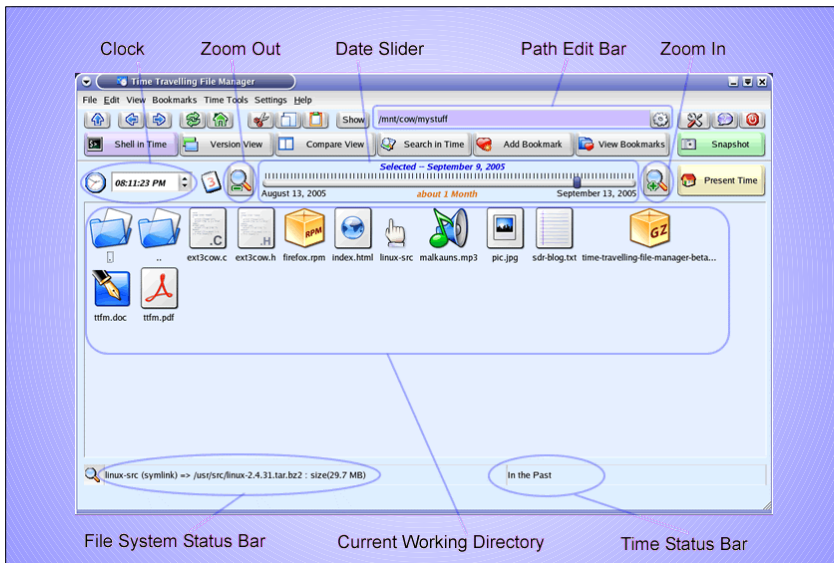 Clock Zoom Out Date Slider Path Edit Bar Zoom In
Time Travelling File Manager
File Edit View Bookmarks Time Tools Settings Help
Show /mnt/cow/mystuff
Shell in Time Version View Compare View Search in Time Add Bookmark View Bookmarks Snapshot
Selected -- September 9, 2005
08:11:23 PM 3 Present Time
August 13, 2005 about 1 Month September 13, 2005
.C .H RPM GZ
. .. ext3cow.c ext3cow.h firefox.rpm index.html linux-src malkauns.mp3 pic.jpg sdr-blog.txt time-travelling-file-manager-beta...
ttfm.doc ttfm.pdf
linux-src (symlink) => /usr/src/linux-2.4.31.tar.bz2 : size(29.7 MB) In the Past
File System Status Bar Current Working Directory Time Status Bar